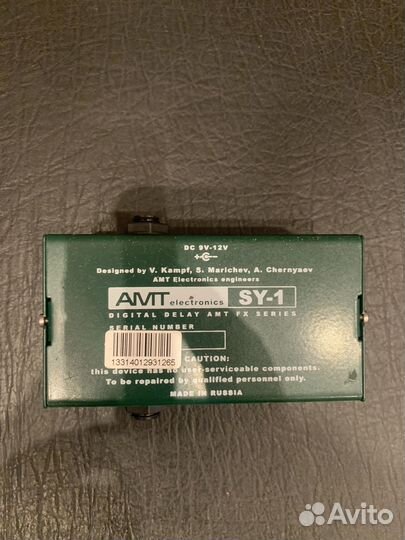 DC 9V-12V
Designed by V. Kampf, S. Marichev, A. Chernyaev
AMT Electronics engineers
AMT electronics SY-1
DIGITAL DELAY AMT FX SERIES
SERIAL NUMBER
13314012931265
CAUTION:
this device has no user-serviceable components.
To be repaired by qualified personnel only.
MADE IN RUSSIA
Avito